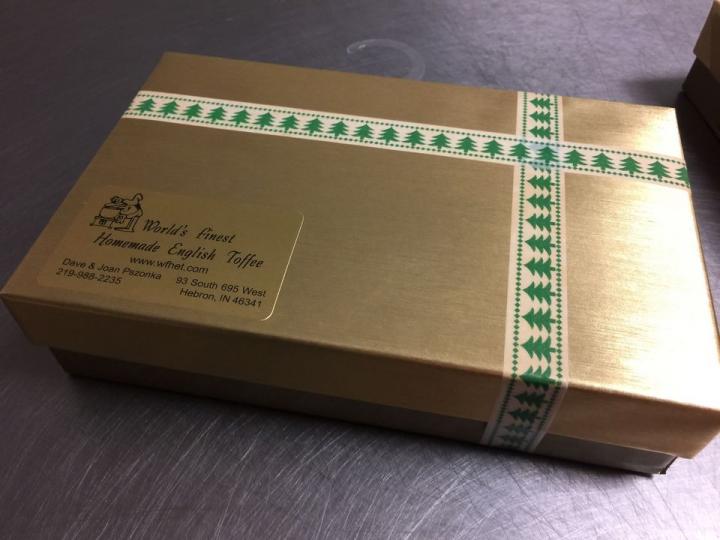 World's Finest
Homemade English Toffee
www.wfhet.com
Dave & Joan Pszonka 93 South 695 West
219-988-2235 Hebron, IN 46341